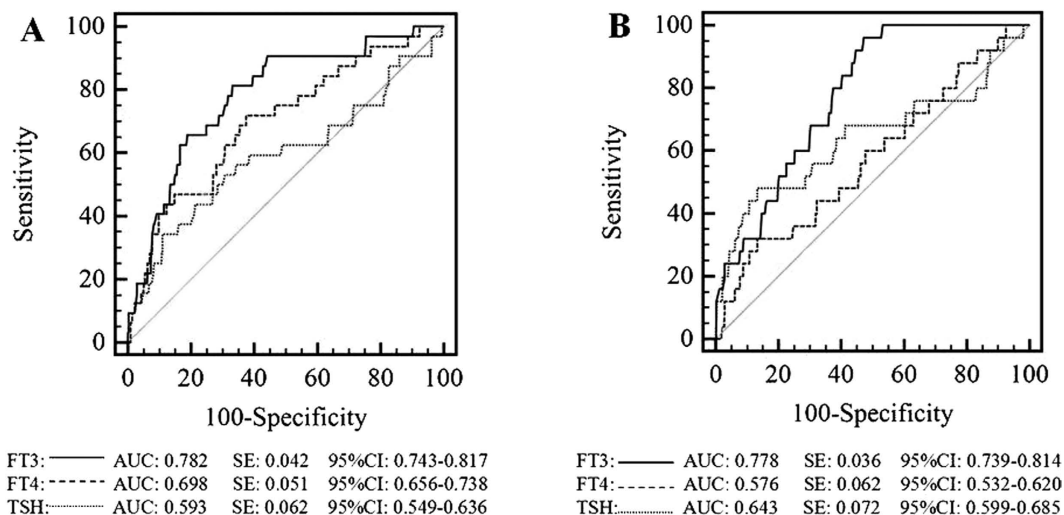 A
Sensitivity
100
80
60
40
20
0
0 20 40 60 80 100
100-Specificity
FT3: AUC: 0.782 SE: 0.042 95%CI: 0.743-0.817
FT4: AUC: 0.698 SE: 0.051 95%CI: 0.656-0.738
TSH: AUC: 0.593 SE: 0.062 95%CI: 0.549-0.636
B
Sensitivity
100
80
60
40
20
0
0 20 40 60 80 100
100-Specificity
FT3: AUC: 0.778 SE: 0.036 95%CI: 0.739-0.814
FT4: AUC: 0.576 SE: 0.062 95%CI: 0.532-0.620
TSH: AUC: 0.643 SE: 0.072 95%CI: 0.599-0.685